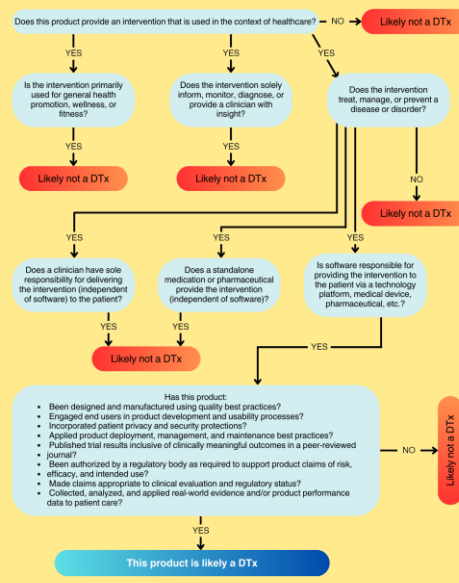 Does this product provide an intervention that is used in the context of healthcare?
NO
Likely not a DTx
YES
YES
YES
Is the intervention primarily
used for general health
promotion, wellness, or
fitness?
Does the intervention solely
inform, monitor, diagnose, or
provide a clinician with
insight?
Does the intervention
treat, manage, or prevent a
disease or disorder?
YES
YES
Likely not a DTx
Likely not a DTx
NO
Likely not a DTx
YES
YES
YES
Does a clinician have sole
responsibility for delivering
the intervention (independent
of software) to the patient?
Does a standalone
medication or pharmaceutical
provide the intervention
(independent of software)?
Is software responsible for
providing the intervention to
the patient via a technology
platform, medical device,
pharmaceutical, etc.?
YES
YES
Likely not a DTx
YES
Has this product:
• Been designed and manufactured using quality best practices?
• Engaged end users in product development and usability processes?
• Incorporated patient privacy and security protections?
• Applied product deployment, management, and maintenance best practices?
• Published trial results inclusive of clinically meaningful outcomes in a peer-reviewed
• journal?
• Been authorized by a regulatory body as required to support product claims of risk,
• efficacy, and intended use?
• Made claims appropriate to clinical evaluation and regulatory status?
• Collected, analyzed, and applied real-world evidence and/or product performance
data to patient care?
NO
Likely not a DTx
YES
This product is likely a DTx